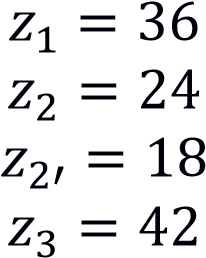 z₁ = 36
z₂ = 24
z₂′ = 18
z₃ = 42